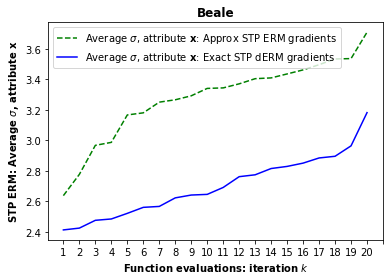 Beale
Average σ, attribute x: Approx STP ERM gradients
Average σ, attribute x: Exact STP dERM gradients
STP ERM: Average σ, attribute x
3.6
3.4
3.2
3.0
2.8
2.6
2.4
1 2 3 4 5 6 7 8 9 10 11 12 13 14 15 16 17 18 19 20
Function evaluations: iteration k